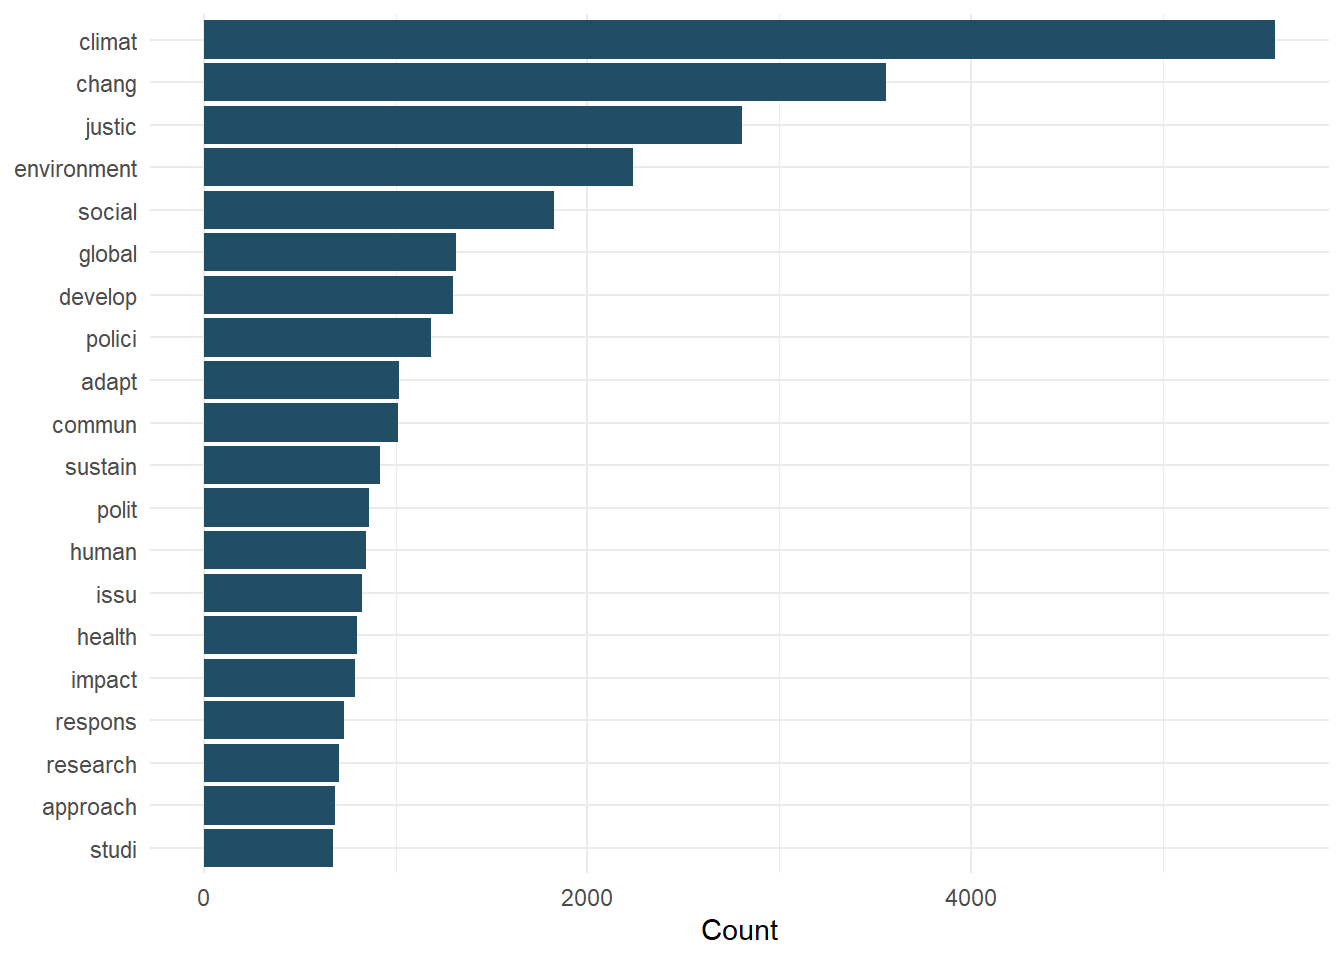 climat
chang
justic
environment
social
global
develop
polici
adapt
commun
sustain
polit
human
issu
health
impact
respons
research
approach
studi
0 2000 4000
Count